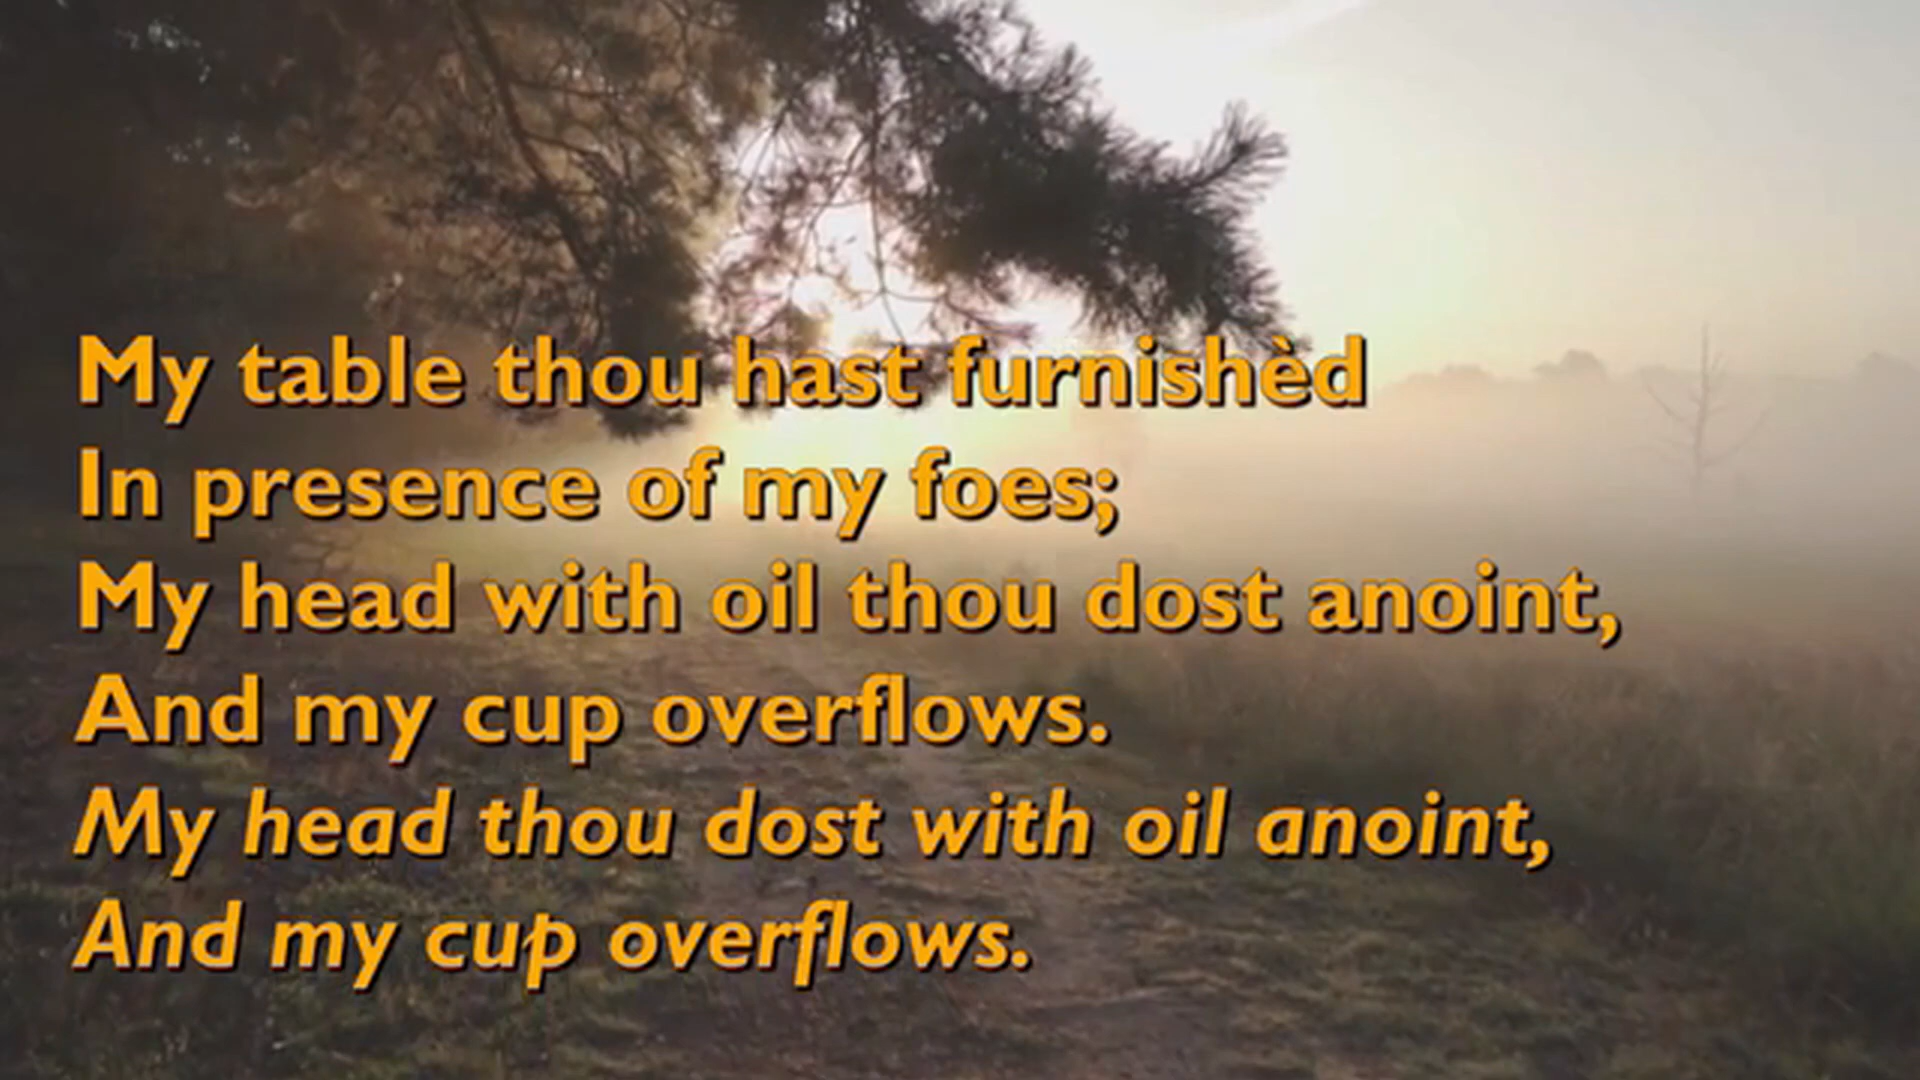 My table thou hast furnishèd
In presence of my foes;
My head with oil thou dost anoint,
And my cup overflows.
My head thou dost with oil anoint,
And my cup overflows.